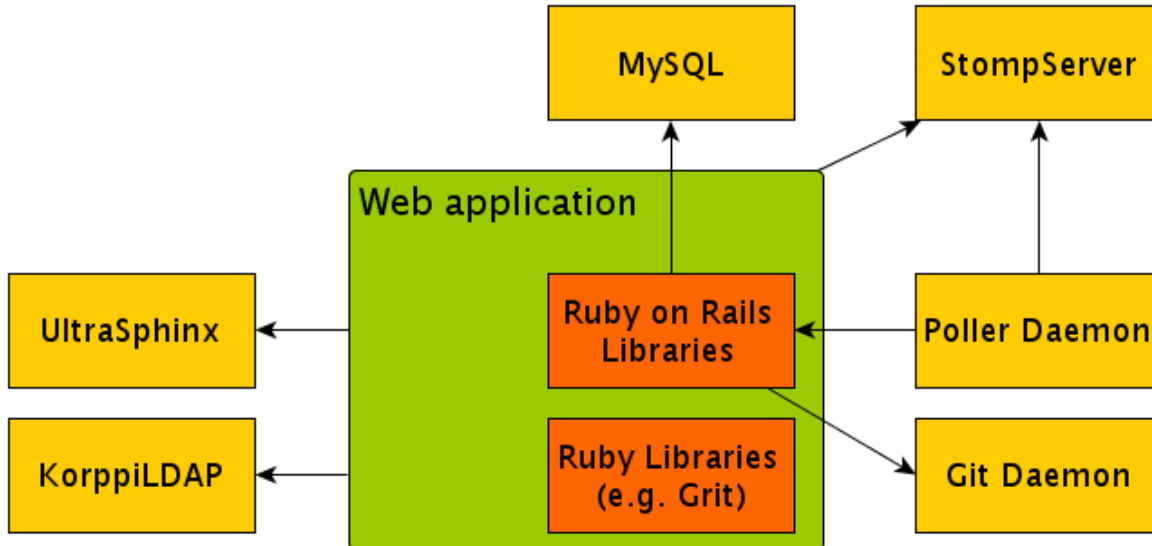 MySQL
StompServer
Web application
UltraSphinx
Ruby on Rails
Libraries
Poller Daemon
KorppiLDAP
Ruby Libraries
(e.g. Grit)
Git Daemon